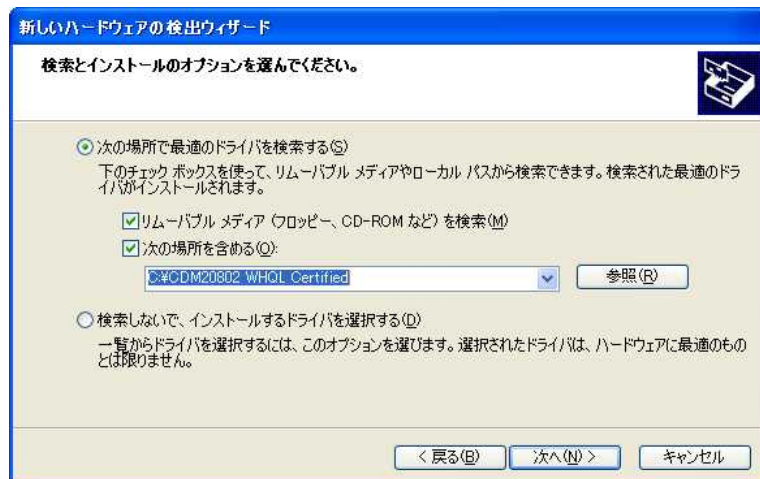 新しいハードウェアの検出ウィザード
検索とインストールのオプションを選んでください。
次の場所で最適のドライバを検索する(S)
下のチェック ボックスを使って、リムーバブル メディアやローカル パスから検索できます。検索された最適のドラ
イバがインストールされます。
リムーバブル メディア (フロッピー、CD-ROM など) を検索(M)
次の場所を含める(O):
C:¥CDM20802 WHQL Certified
参照(R)
検索しないで、インストールするドライバを選択する(D)
一覧からドライバを選択するには、このオプションを選びます。選択されたドライバは、ハードウェアに最適のもの
とは限りません。
< 戻る(B)
次へ(N) >
キャンセル